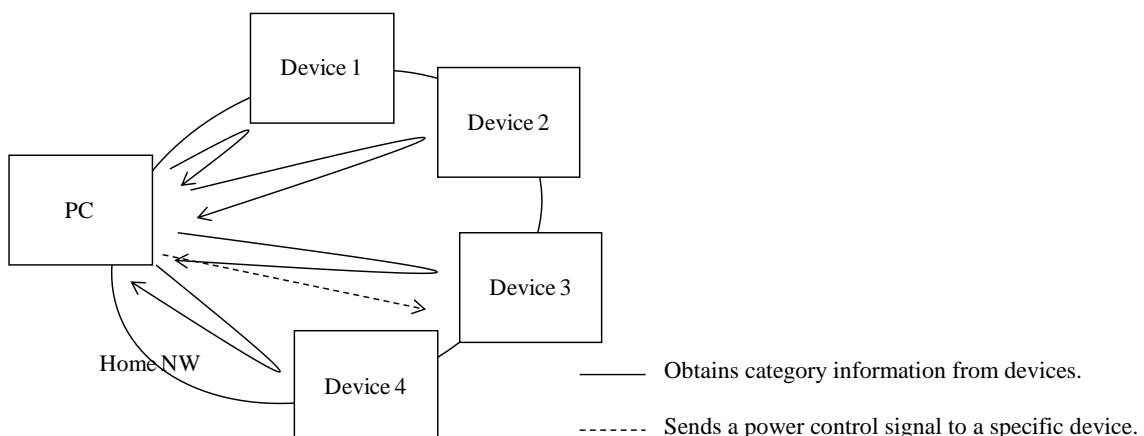 Device 1
Device 2
PC
Device 3
Home NW
Device 4
Obtains category information from devices.
Sends a power control signal to a specific device.